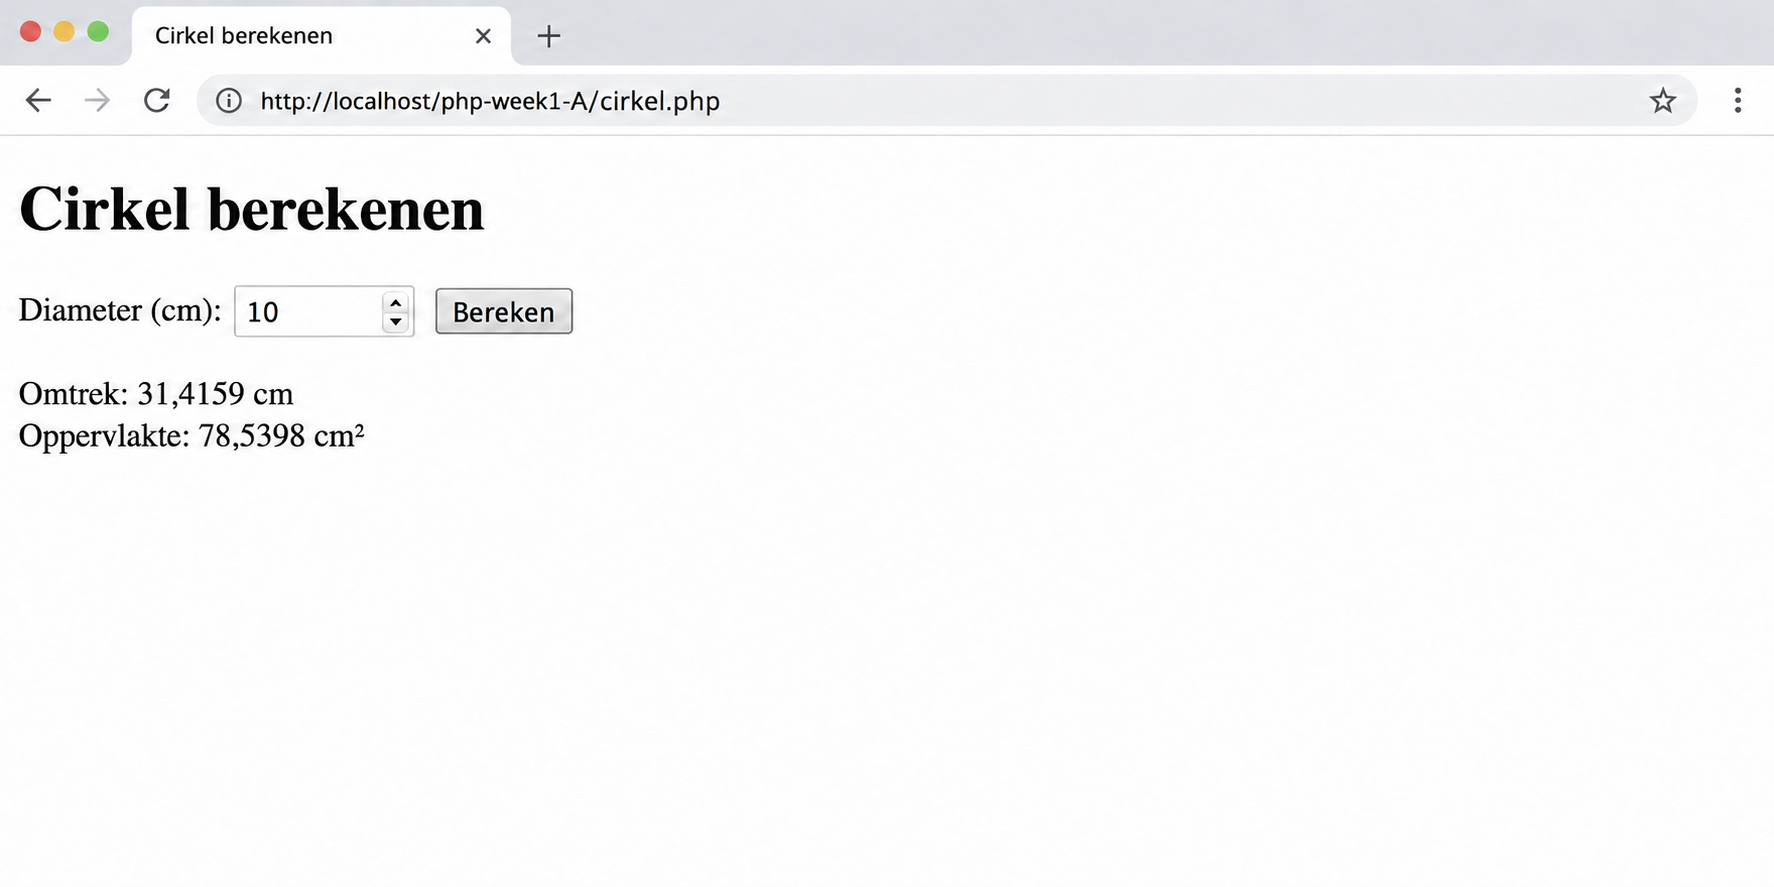 Cirkel berekenen
http://localhost/php-week1-A/cirkel.php
Cirkel berekenen
Diameter (cm): 10 Bereken
Omtrek: 31,4159 cm
Oppervlakte: 78,5398 cm²